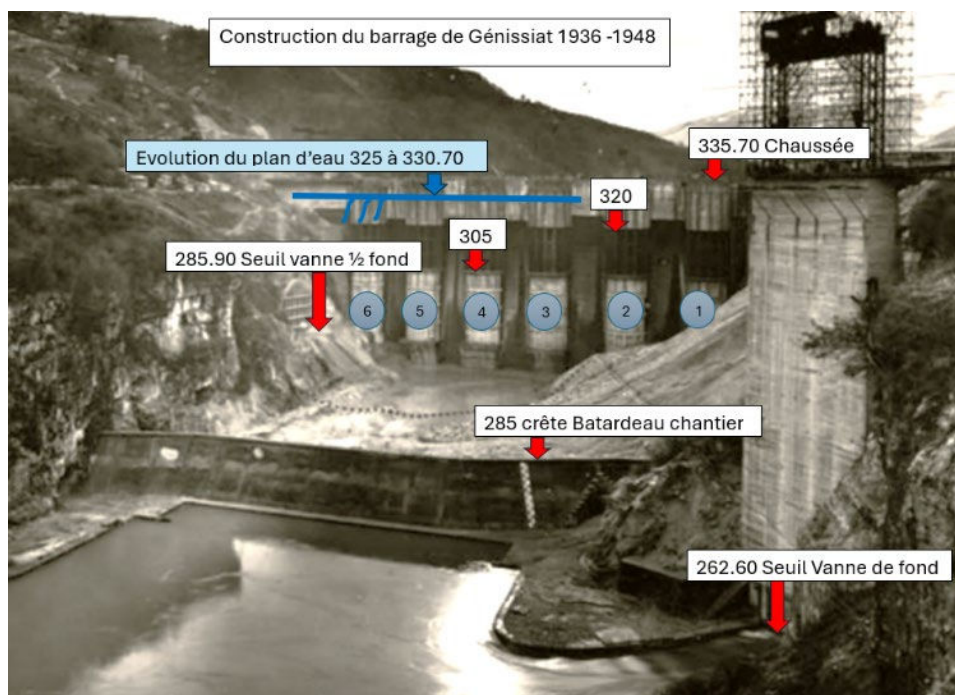 Construction du barrage de Génissiat 1936 -1948
335.70 Chaussée
Evolution du plan d'eau 325 à 330.70
320
305
285.90 Seuil vanne ½ fond
6
5
4
3
2
1
285 crête Batardeau chantier
262.60 Seuil Vanne de fond